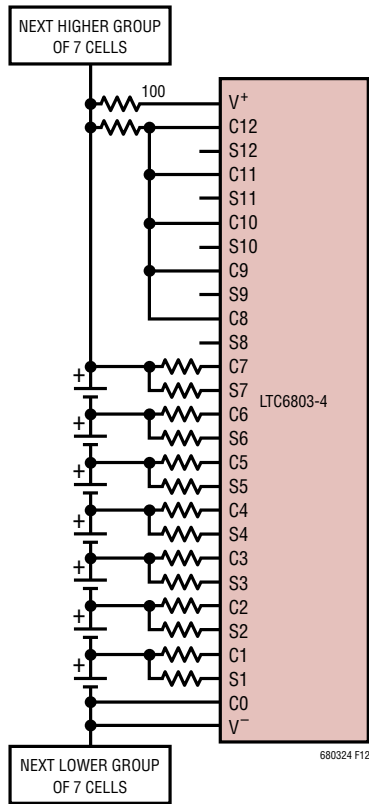 NEXT HIGHER GROUP
OF 7 CELLS
100
V+
C12
S12
C11
S11
C10
S10
C9
S9
C8
S8
C7
S7
C6
S6
C5
S5
C4
S4
C3
S3
C2
S2
C1
S1
C0
V−
LTC6803-4
+
+
+
+
+
+
+
NEXT LOWER GROUP
OF 7 CELLS
680324 F12